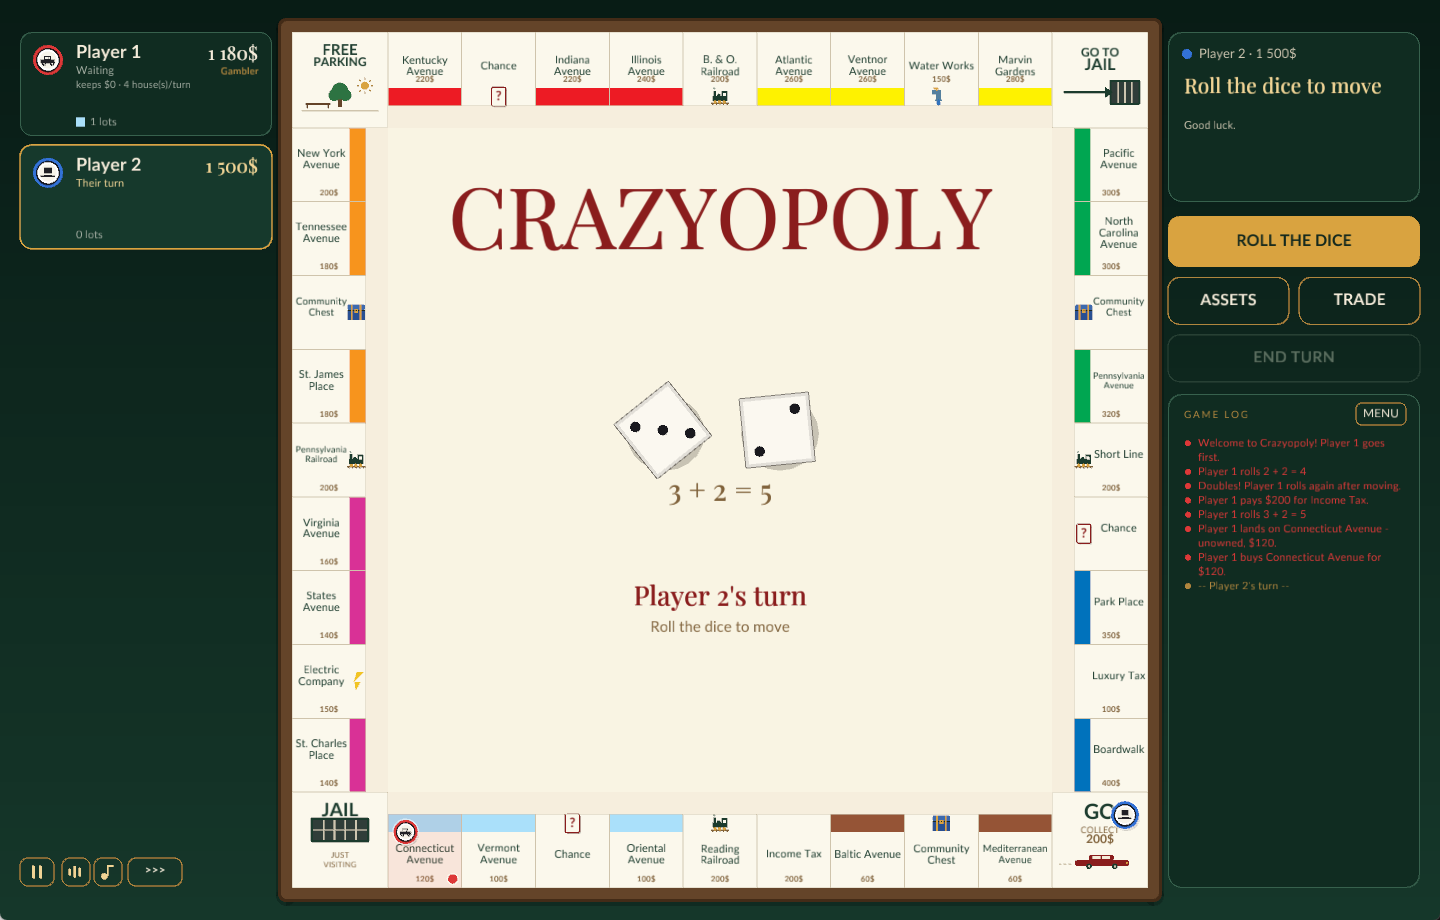 Player 1
1 180$
Waiting
Gambler
keeps $0 · 4 house(s)/turn
1 lots
Player 2
1 500$
Their turn
0 lots
FREE
PARKING
Kentucky
Avenue
220$
Chance
?
Indiana
Avenue
220$
Illinois
Avenue
240$
B. & O.
Railroad
200$
Atlantic
Avenue
260$
Ventnor
Avenue
260$
Water Works
150$
Marvin
Gardens
280$
GO TO
JAIL
New York
Avenue
200$
Tennessee
Avenue
180$
Community
Chest
St. James
Place
180$
Pennsylvania
Railroad
200$
Virginia
Avenue
160$
States
Avenue
140$
Electric
Company
150$
St. Charles
Place
140$
CRAZYOPOLY
3 + 2 = 5
Player 2's turn
Roll the dice to move
Pacific
Avenue
300$
North
Carolina
Avenue
300$
Community
Chest
Pennsylvania
Avenue
320$
Short Line
200$
Chance
?
Park Place
350$
Luxury Tax
100$
Boardwalk
400$
JAIL
JUST
VISITING
Connecticut
Avenue
120$
Vermont
Avenue
100$
?
Chance
Oriental
Avenue
100$
Reading
Railroad
200$
Income Tax
200$
Baltic Avenue
60$
Community
Chest
Mediterranean
Avenue
60$
GO
COLLECT
200$
>>>
Player 2 · 1 500$
Roll the dice to move
Good luck.
ROLL THE DICE
ASSETS
TRADE
END TURN
GAME LOG
MENU
Welcome to Crazyopoly! Player 1 goes
first.
Player 1 rolls 2 + 2 = 4
Doubles! Player 1 rolls again after moving.
Player 1 pays $200 for Income Tax.
Player 1 rolls 3 + 2 = 5
Player 1 lands on Connecticut Avenue -
unowned, $120.
Player 1 buys Connecticut Avenue for
$120.
-- Player 2's turn --